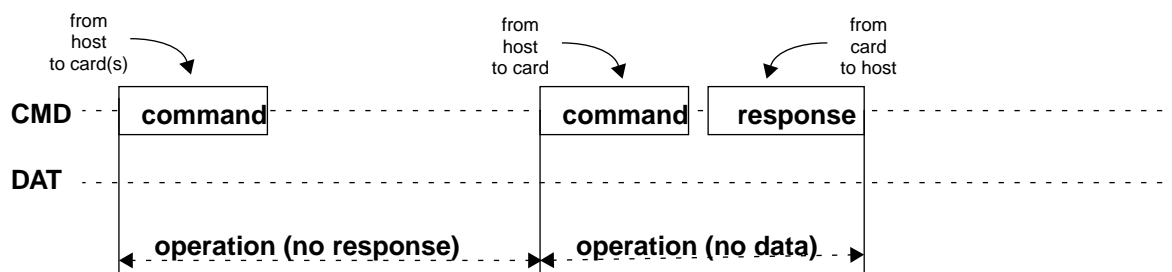 from
host
to card(s)
from
host
to card
from
card
to host
CMD command command response
DAT
operation (no response) operation (no data)